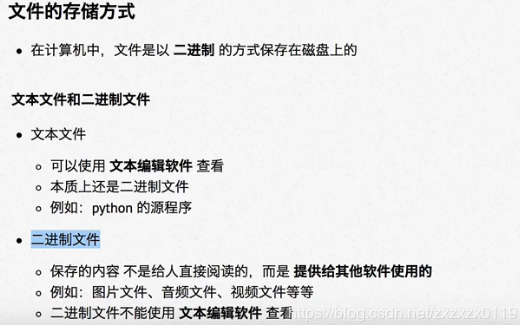 文件的存储方式
在计算机中，文件是以 二进制 的方式保存在磁盘上的
文本文件和二进制文件
文本文件
可以使用 文本编辑软件 查看
本质上还是二进制文件
例如：python 的源程序
二进制文件
保存的内容 不是给人直接阅读的，而是 提供给其他软件使用的
例如：图片文件、音频文件、视频文件等等
二进制文件不能使用 文本编辑软件 查看
https://blog.csdn.net/zxzxzx0119